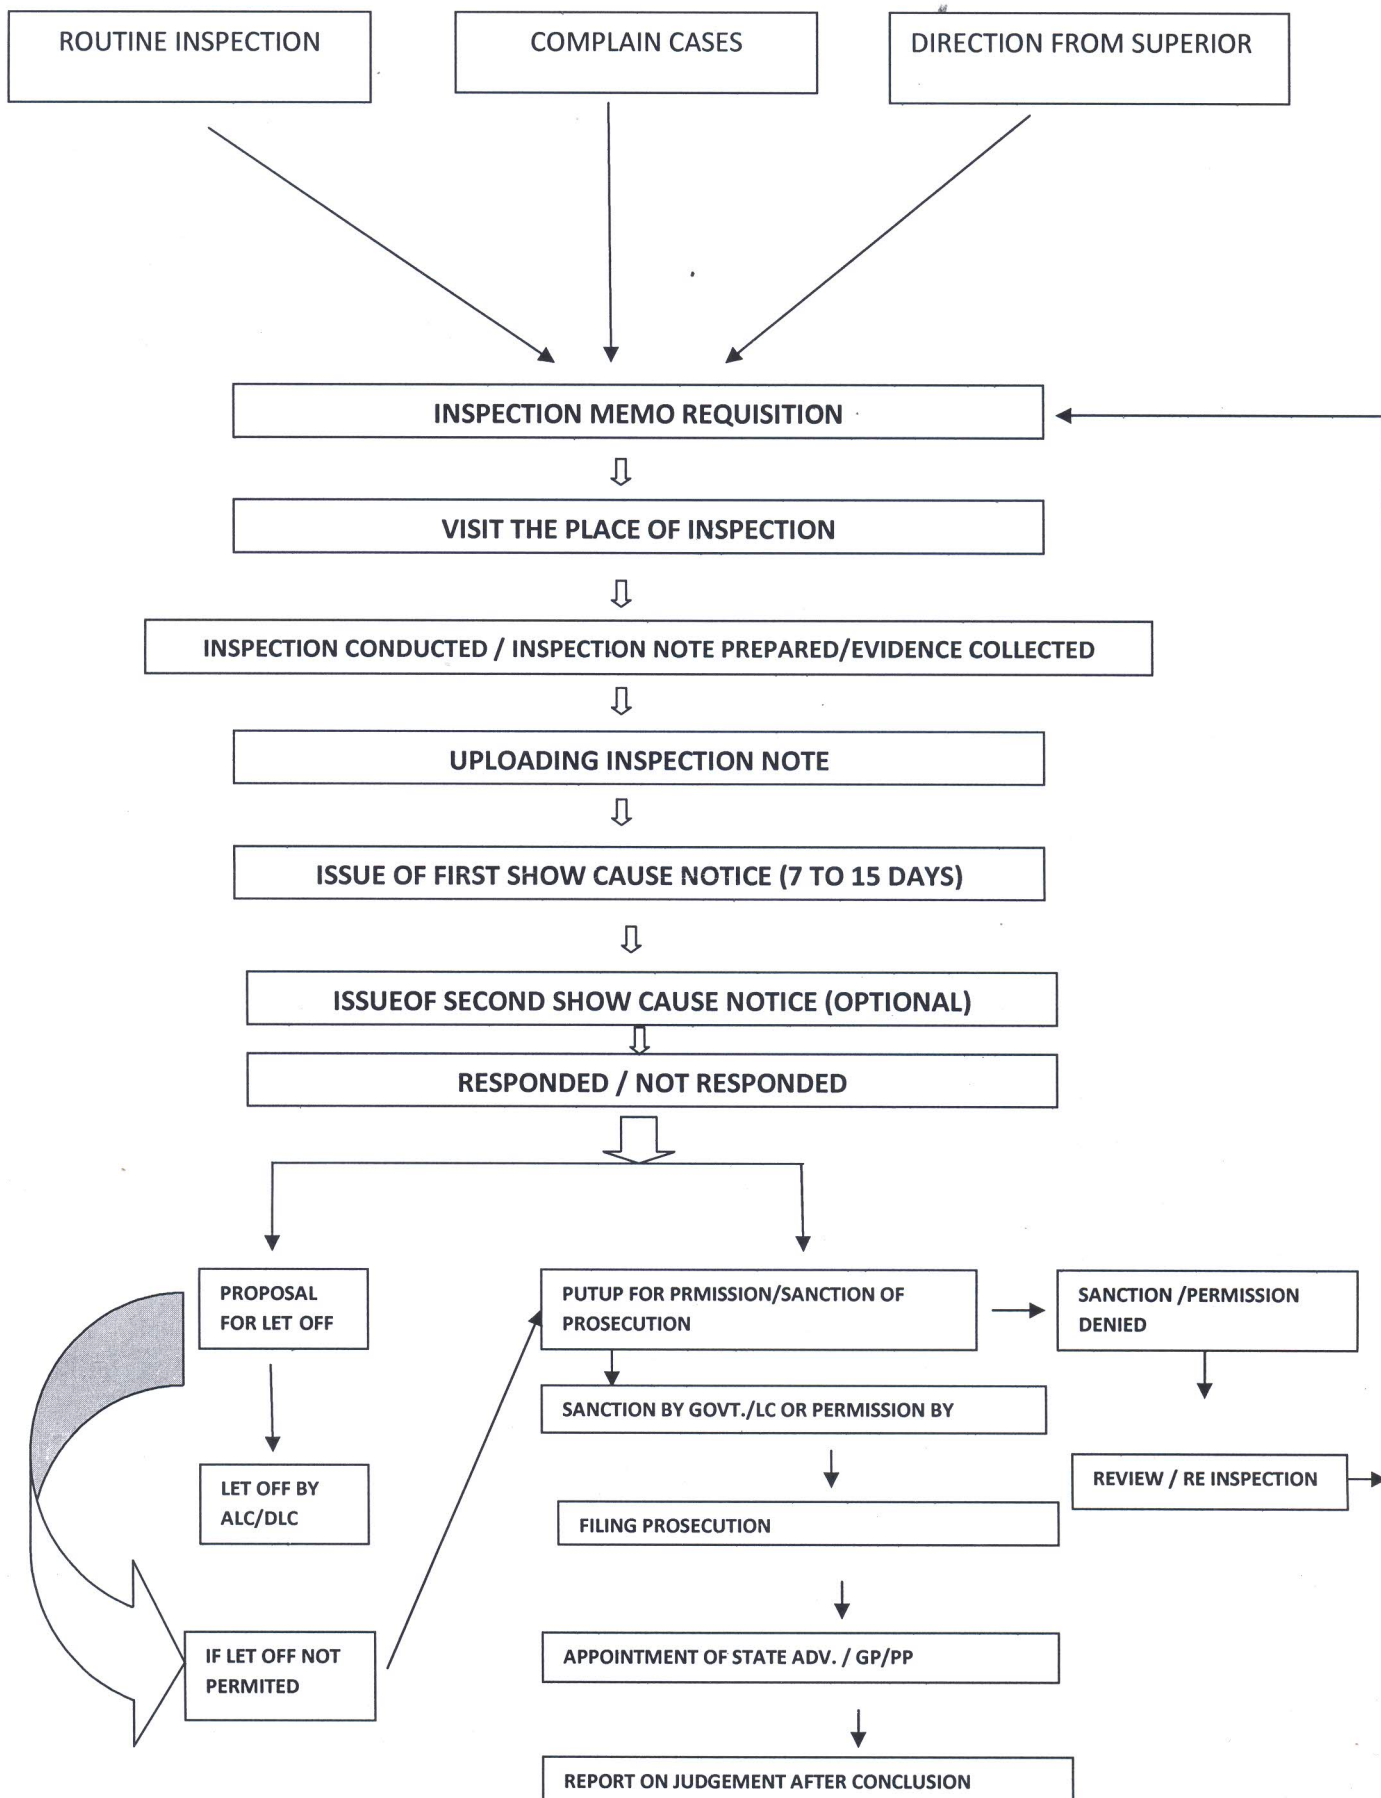 ROUTINE INSPECTION
COMPLAIN CASES
DIRECTION FROM SUPERIOR
INSPECTION MEMO REQUISITION
VISIT THE PLACE OF INSPECTION
INSPECTION CONDUCTED / INSPECTION NOTE PREPARED/EVIDENCE COLLECTED
UPLOADING INSPECTION NOTE
ISSUE OF FIRST SHOW CAUSE NOTICE (7 TO 15 DAYS)
ISSUEOF SECOND SHOW CAUSE NOTICE (OPTIONAL)
RESPONDED / NOT RESPONDED
PROPOSAL
FOR LET OFF
PUTUP FOR PRMISSION/SANCTION OF
PROSECUTION
SANCTION /PERMISSION
DENIED
SANCTION BY GOVT./LC OR PERMISSION BY
LET OFF BY
ALC/DLC
REVIEW / RE INSPECTION
FILING PROSECUTION
IF LET OFF NOT
PERMITED
APPOINTMENT OF STATE ADV. / GP/PP
REPORT ON JUDGEMENT AFTER CONCLUSION